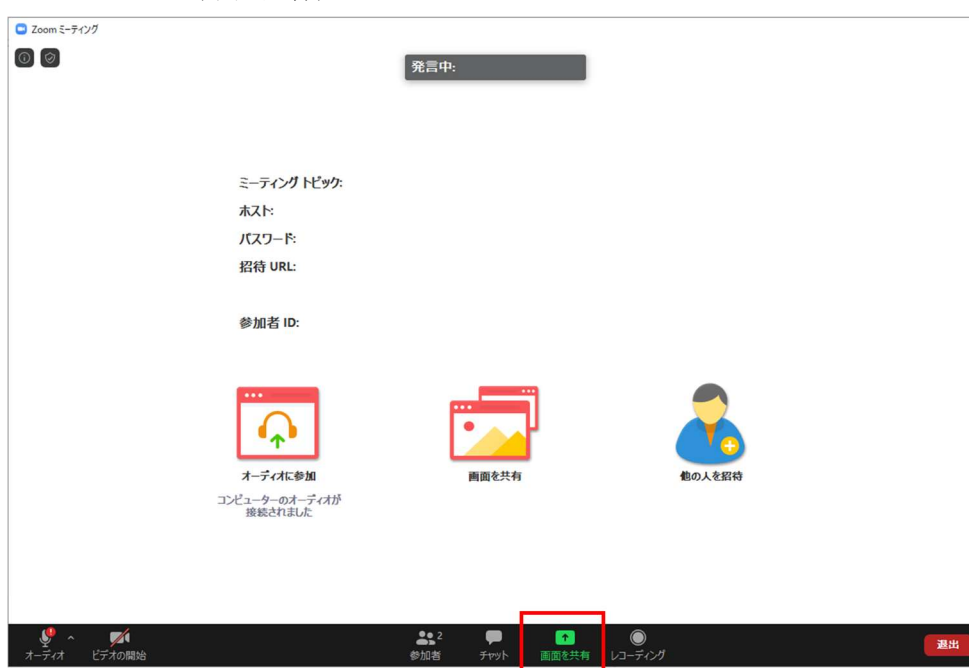 Zoom ミーティング
発言中:
ミーティング トピック:
ホスト:
パスワード:
招待 URL:
参加者 ID:
オーディオに参加
コンピューターのオーディオが
接続されました
画面を共有
他の人を招待
オーディオ
ビデオの開始
2
参加者
チャット
画面を共有
レコーディング
退出